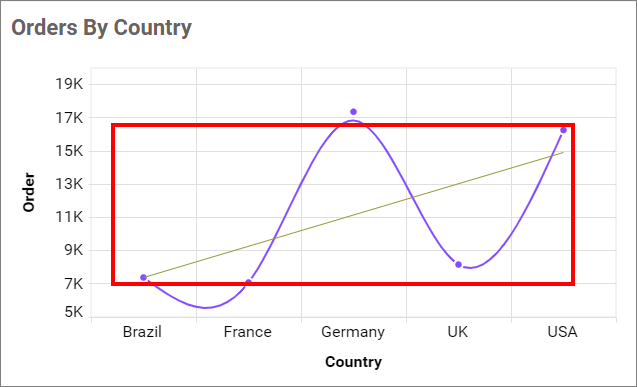 Orders By Country
19K
17K
15K
13K
11K
9K
7K
5K
Order
Brazil France Germany UK USA
Country